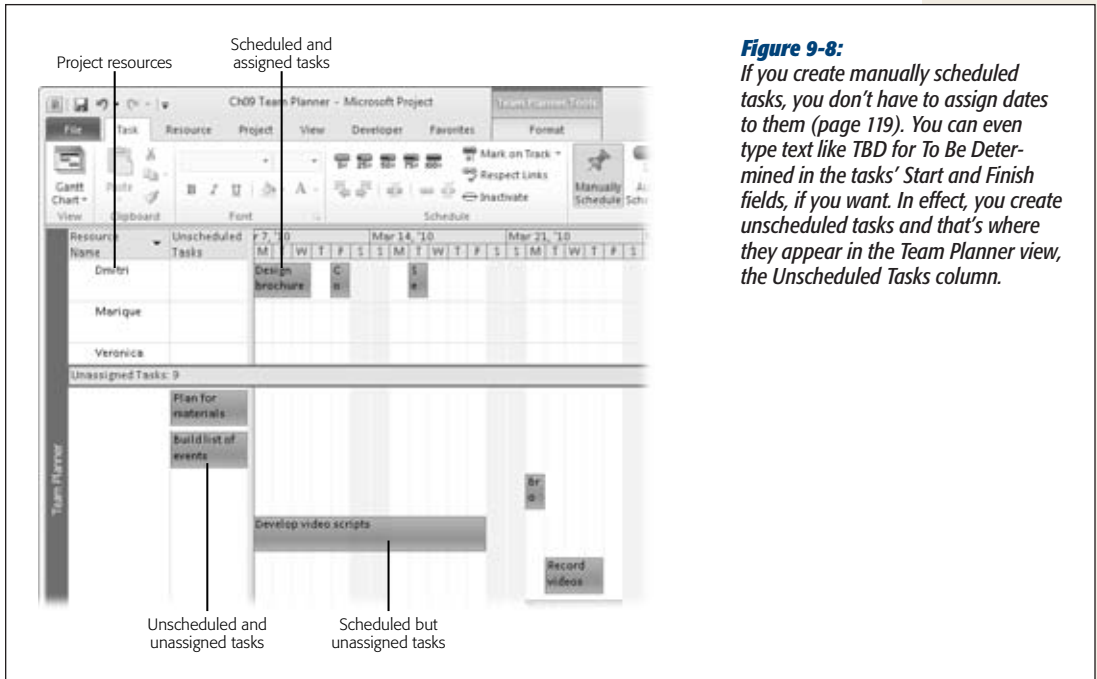 Project resources
Scheduled and
assigned tasks
Ch09 Team Planner - Microsoft Project
Team Planner Tools
File Task Resource Project View Developer Favorites Format
Mark on Track
Respect Links
Inactivate
Gantt
Chart
Paste
B I U A
Manually
Schedule
View Clipboard Font Schedule
Resource
Name
Unscheduled
Tasks
r 7, '10 Mar 14, '10 Mar 21, '10
M T W T F S S M T W T F S S M T W T F S
Dmitri
Design
brochure
C
n
S
e
Marique
Veronica
Unassigned Tasks: 9
Plan for
materials
Build list of
events
Br
o
Develop video scripts
Record
videos
Team Planner
Unscheduled and
unassigned tasks
Scheduled but
unassigned tasks
Figure 9-8:
If you create manually scheduled
tasks, you don't have to assign dates
to them (page 119). You can even
type text like TBD for To Be Deter-
mined in the tasks' Start and Finish
fields, if you want. In effect, you create
unscheduled tasks and that's where
they appear in the Team Planner view,
the Unscheduled Tasks column.